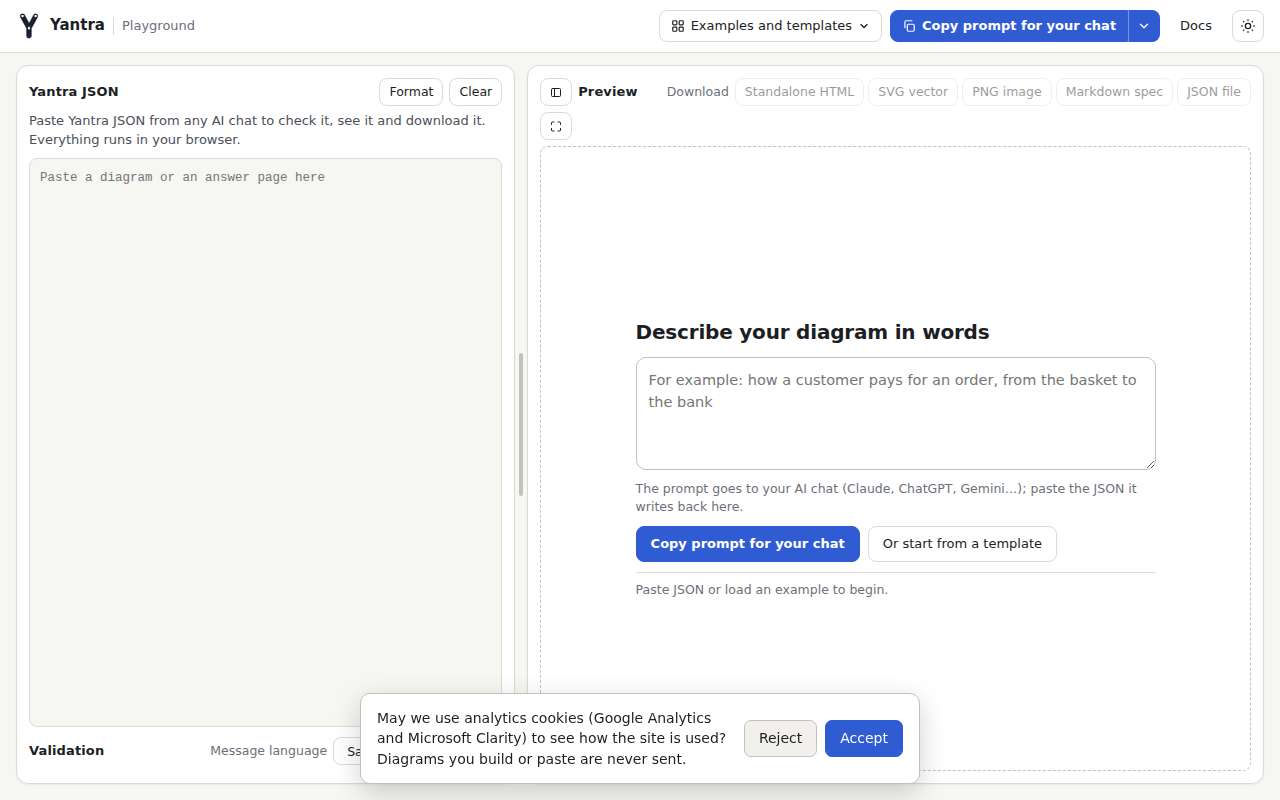 Yantra
Playground
Examples and templates
Copy prompt for your chat
Docs
Yantra JSON
Format
Clear
Paste Yantra JSON from any AI chat to check it, see it and download it.
Everything runs in your browser.
Paste a diagram or an answer page here
Validation
Message language
Preview
Download
Standalone HTML
SVG vector
PNG image
Markdown spec
JSON file
Describe your diagram in words
For example: how a customer pays for an order, from the basket to
the bank
The prompt goes to your AI chat (Claude, ChatGPT, Gemini…); paste the JSON it
writes back here.
Copy prompt for your chat
Or start from a template
Paste JSON or load an example to begin.
May we use analytics cookies (Google Analytics
and Microsoft Clarity) to see how the site is used?
Diagrams you build or paste are never sent.
Reject
Accept